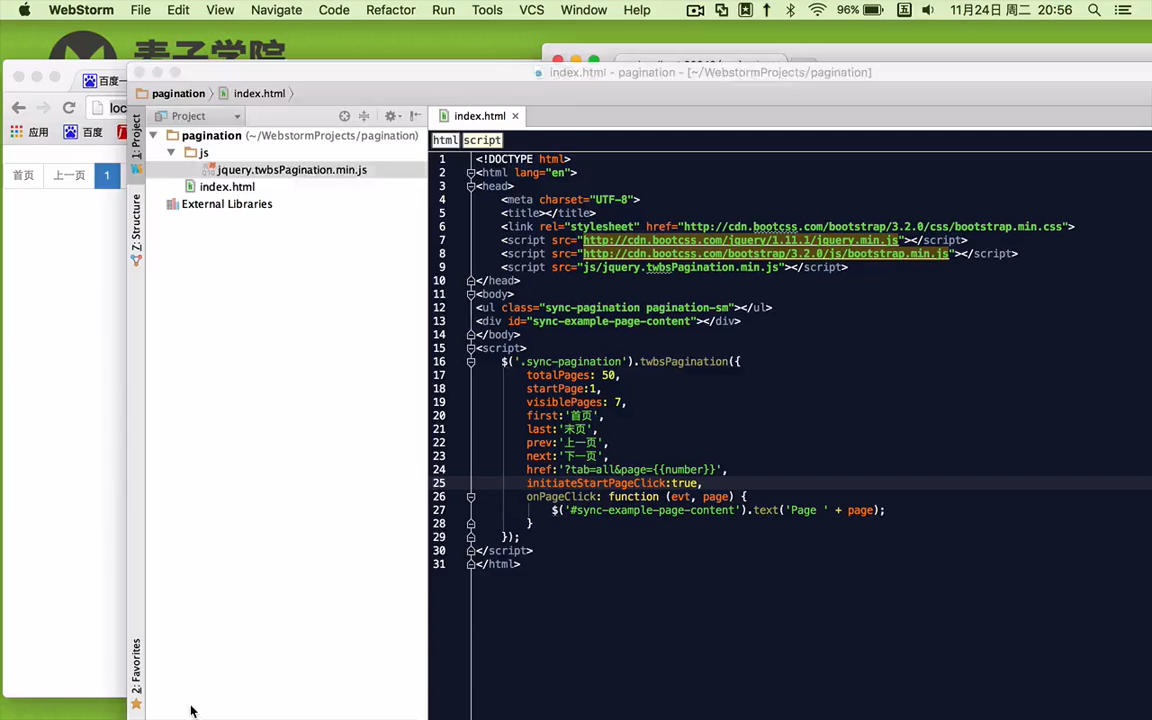 WebStorm File Edit View Navigate Code Refactor Run Tools VCS Window Help 96% 五 11月24日 周二 20:56
麦子学院
百度一
index.html - pagination - [~/WebstormProjects/pagination]
pagination index.html
loc
Project
index.html
应用 百度
1: Project
pagination (~/WebstormProjects/pagination)
html script
js
jquery.twbsPagination.min.js
index.html
External Libraries
首页 上一页 1
Z: Structure
2: Favorites
1 <!DOCTYPE html>
2 <html lang="en">
3 <head>
4 <meta charset="UTF-8">
5 <title></title>
6 <link rel="stylesheet" href="http://cdn.bootcss.com/bootstrap/3.2.0/css/bootstrap.min.css">
7 <script src="http://cdn.bootcss.com/jquery/1.11.1/jquery.min.js"></script>
8 <script src="http://cdn.bootcss.com/bootstrap/3.2.0/js/bootstrap.min.js"></script>
9 <script src="js/jquery.twbsPagination.min.js"></script>
10 </head>
11 <body>
12 <ul class="sync-pagination pagination-sm"></ul>
13 <div id="sync-example-page-content"></div>
14 </body>
15 <script>
16 $('.sync-pagination').twbsPagination({
17 totalPages: 50,
18 startPage:1,
19 visiblePages: 7,
20 first:'首页',
21 last:'末页',
22 prev:'上一页',
23 next:'下一页',
24 href:'?tab=all&page={{number}}',
25 initiateStartPageClick:true,
26 onPageClick: function (evt, page) {
27 $('#sync-example-page-content').text('Page ' + page);
28 }
29 });
30 </script>
31 </html>